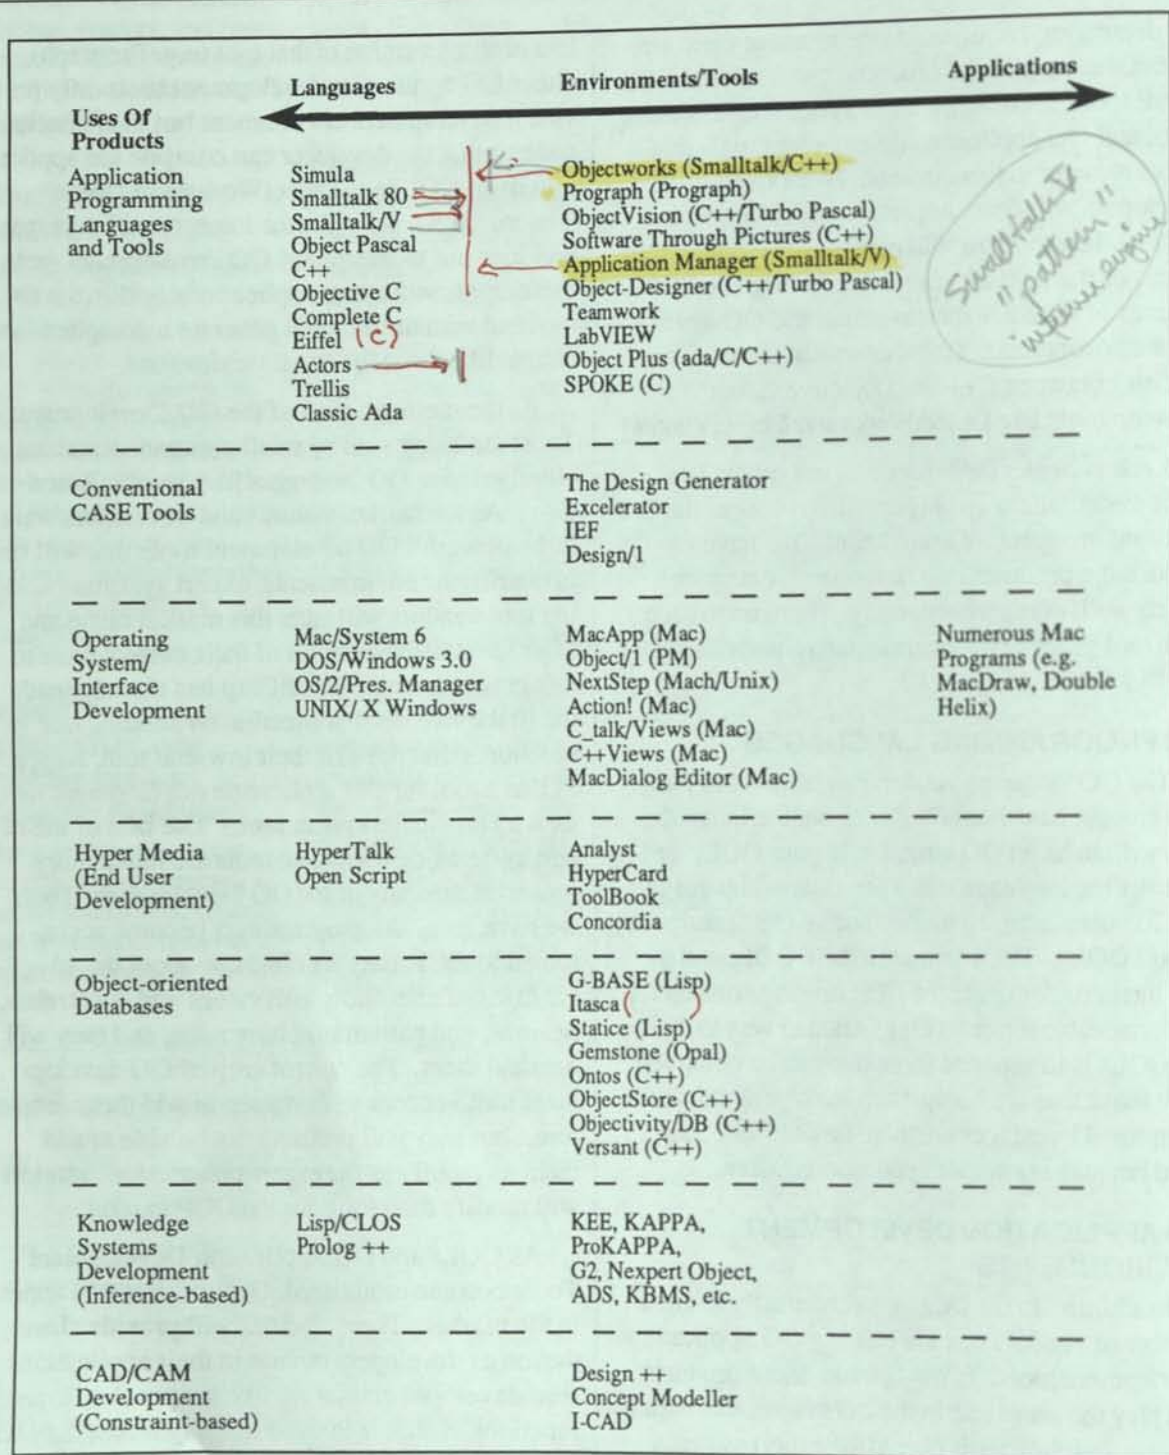 Languages Environments/Tools Applications
Uses Of
Products
Application
Programming
Languages
and Tools
Simula
Smalltalk 80
Smalltalk/V
Object Pascal
C++
Objective C
Complete C
Eiffel (C)
Actors
Trellis
Classic Ada
Objectworks (Smalltalk/C++)
Prograph (Prograph)
ObjectVision (C++/Turbo Pascal)
Software Through Pictures (C++)
Application Manager (Smalltalk/V)
Object-Designer (C++/Turbo Pascal)
Teamwork
LabVIEW
Object Plus (ada/C/C++)
SPOKE (C)
Smalltalk V
"pattern"
engine
Conventional
CASE Tools
The Design Generator
Excelerator
IEF
Design/1
Operating
System/
Interface
Development
Mac/System 6
DOS/Windows 3.0
OS/2/Pres. Manager
UNIX/ X Windows
MacApp (Mac)
Object/1 (PM)
NextStep (Mach/Unix)
Action! (Mac)
C_talk/Views (Mac)
C++Views (Mac)
MacDialog Editor (Mac)
Numerous Mac
Programs (e.g.
MacDraw, Double
Helix)
Hyper Media
(End User
Development)
HyperTalk
Open Script
Analyst
HyperCard
ToolBook
Concordia
Object-oriented
Databases
G-BASE (Lisp)
Itasca ( )
Statice (Lisp)
Gemstone (Opal)
Ontos (C++)
ObjectStore (C++)
Objectivity/DB (C++)
Versant (C++)
Knowledge
Systems
Development
(Inference-based)
Lisp/CLOS
Prolog ++
KEE, KAPPA,
ProKAPPA,
G2, Nexpert Object,
ADS, KBMS, etc.
CAD/CAM
Development
(Constraint-based)
Design ++
Concept Modeller
I-CAD